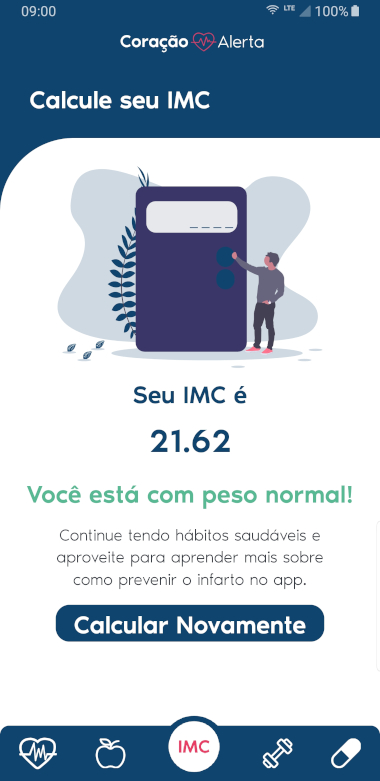 09:00 LTE 100%
Coração Alerta
Calcule seu IMC
Seu IMC é
21.62
Você está com peso normal!
Continue tendo hábitos saudáveis e
aproveite para aprender mais sobre
como prevenir o infarto no app.
Calcular Novamente
IMC